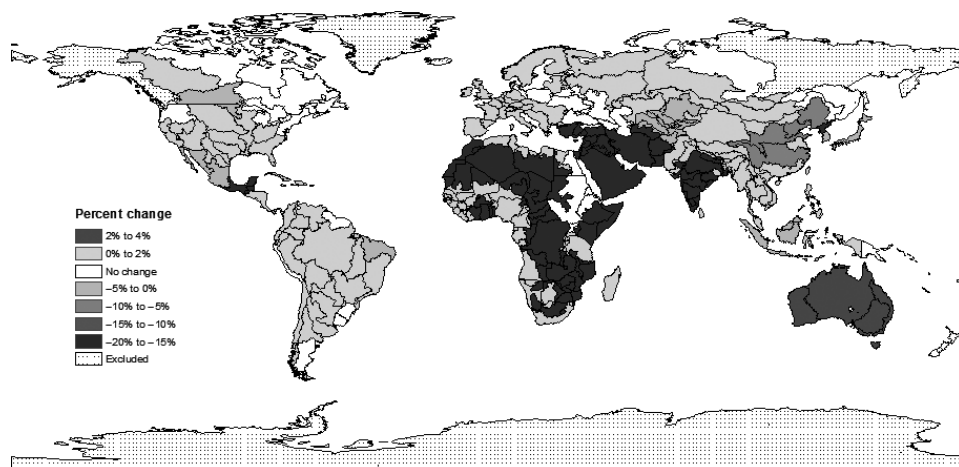 Percent change
2% to 4%
0% to 2%
No change
–5% to 0%
–10% to –5%
–15% to –10%
–20% to –15%
Excluded